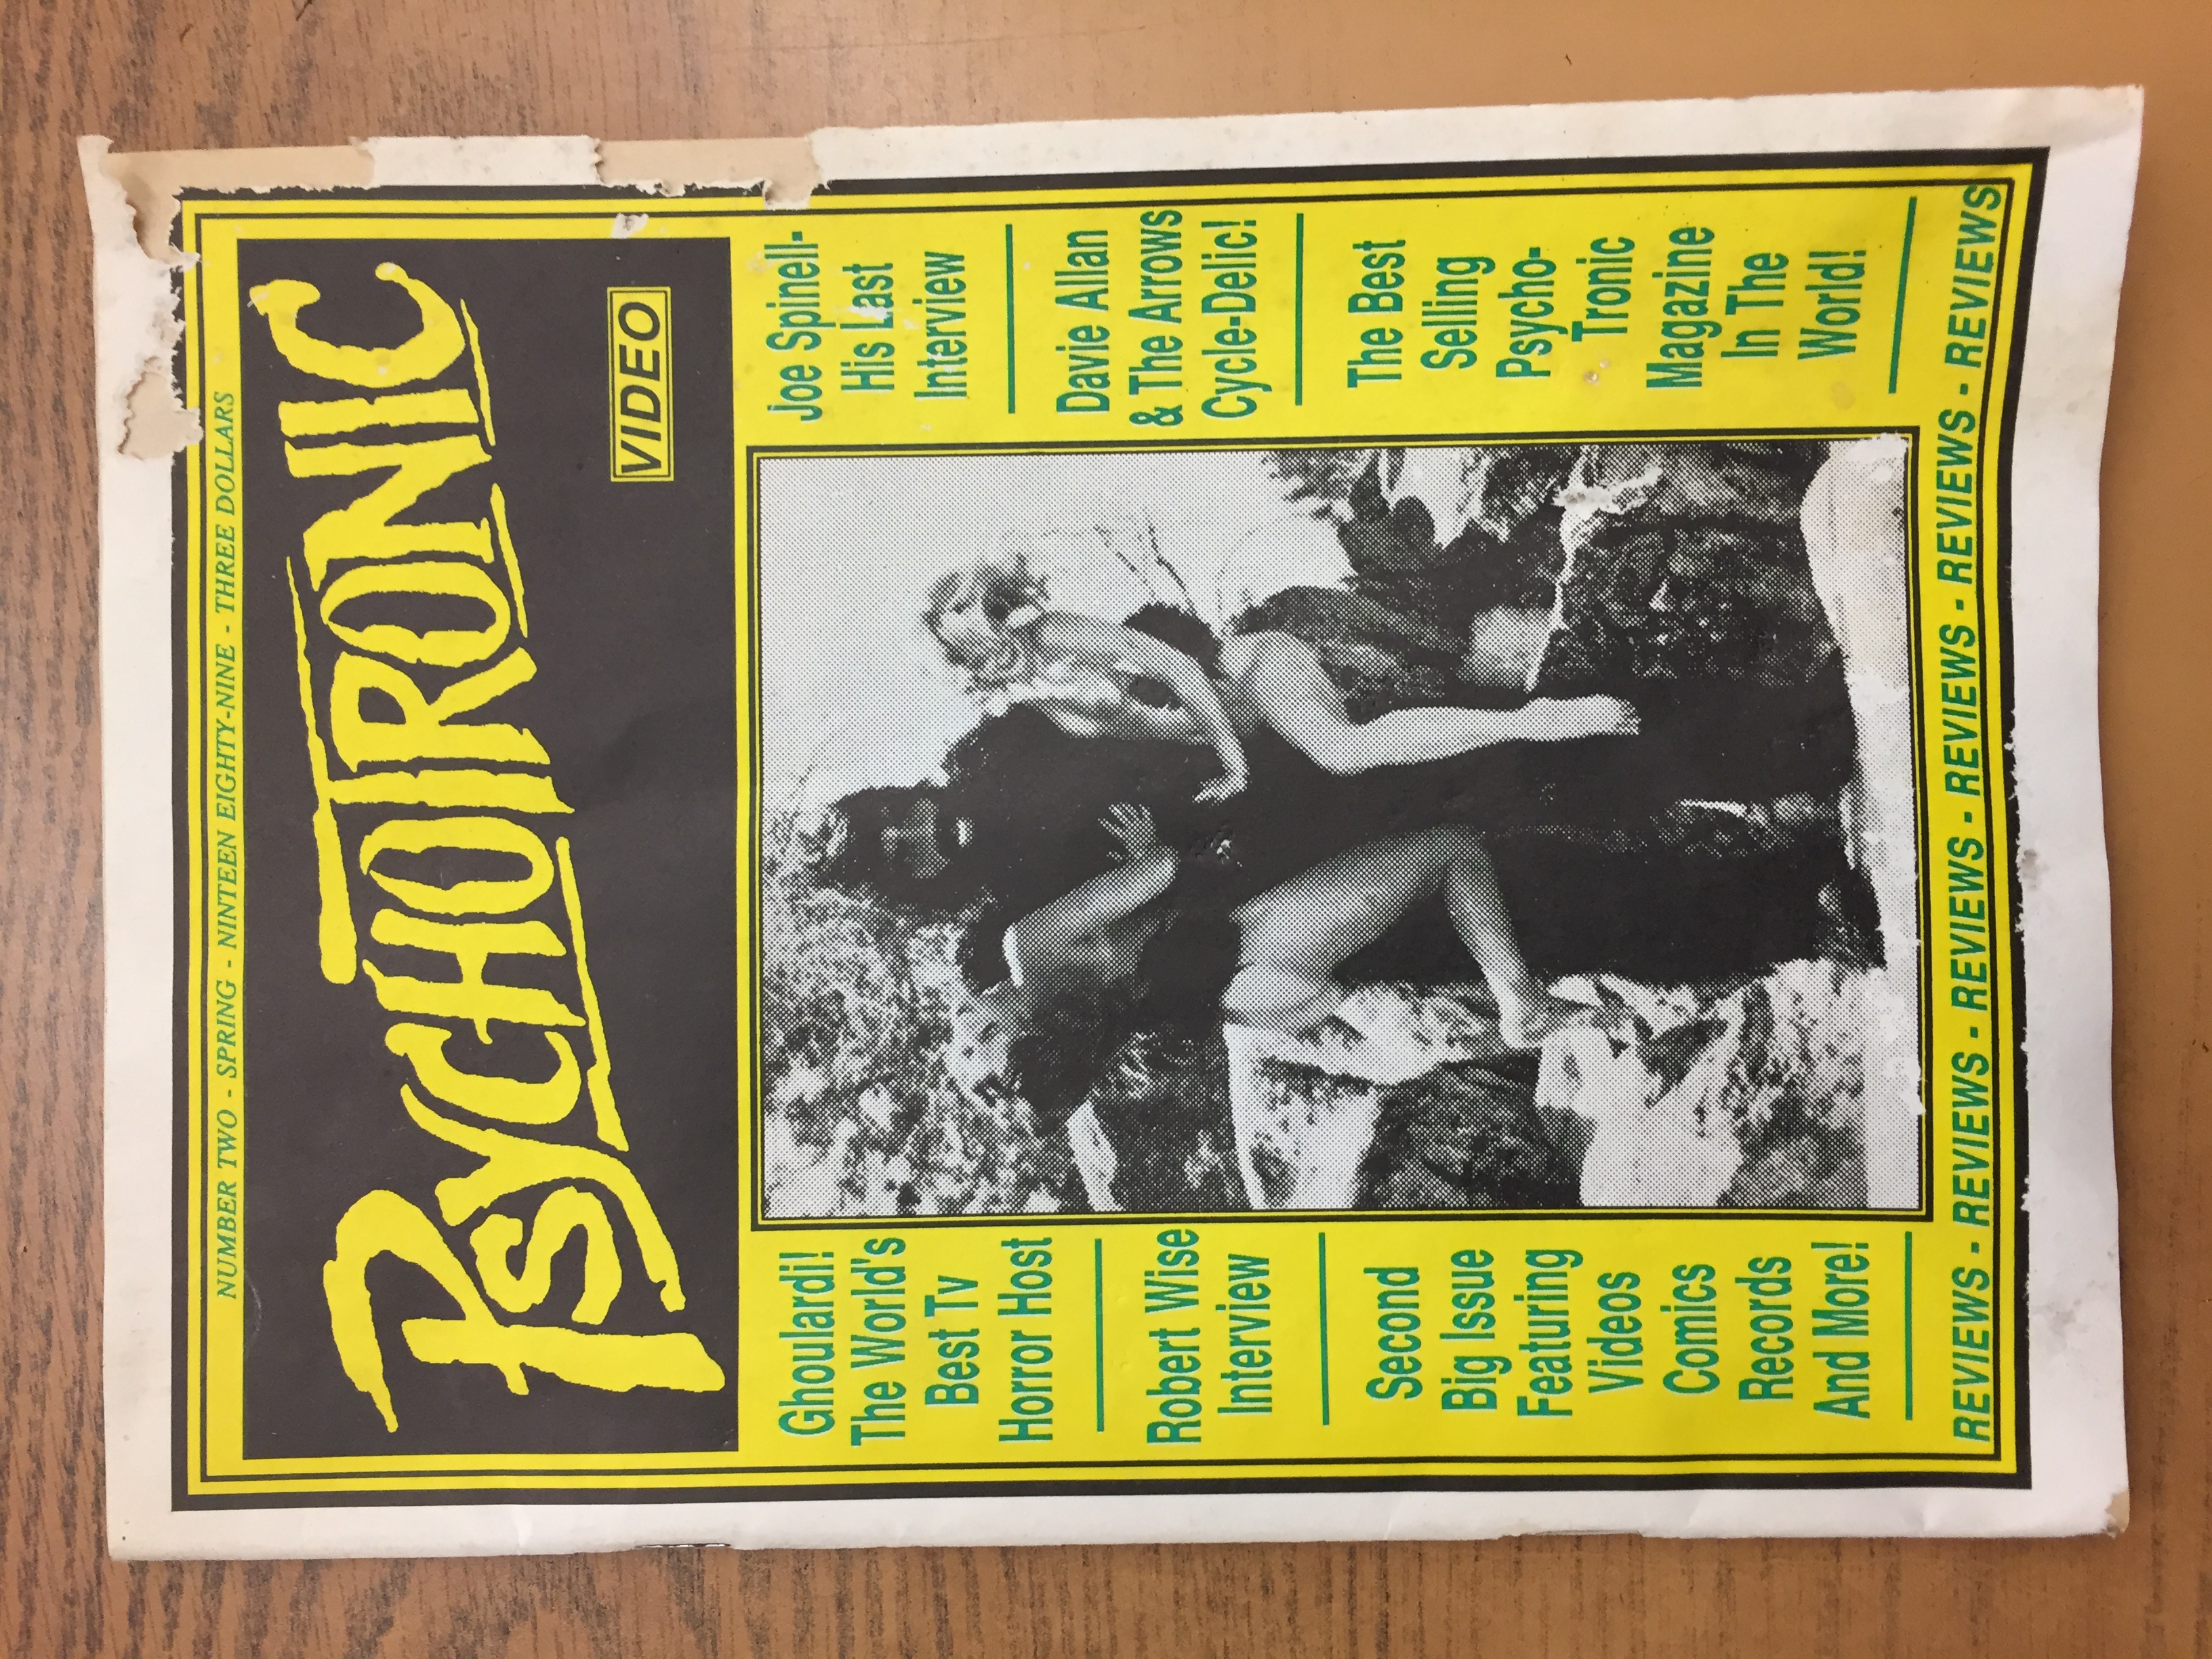 NUMBER TWO - SPRING - NINTEEN EIGHTY-NINE - THREE DOLLARS
PSYCHOTRONIC
VIDEO
Ghoulardi!
The World's
Best Tv
Horror Host
Robert Wise
Interview
Second
Big Issue
Featuring
Videos
Comics
Records
And More!
Joe Spinell-
His Last
Interview
Davie Allan
& The Arrows
Cycle-Delic!
The Best
Selling
Psycho-
Tronic
Magazine
In The
World!
REVIEWS - REVIEWS - REVIEWS - REVIEWS - REVIEWS - REVIEWS - REVIEWS